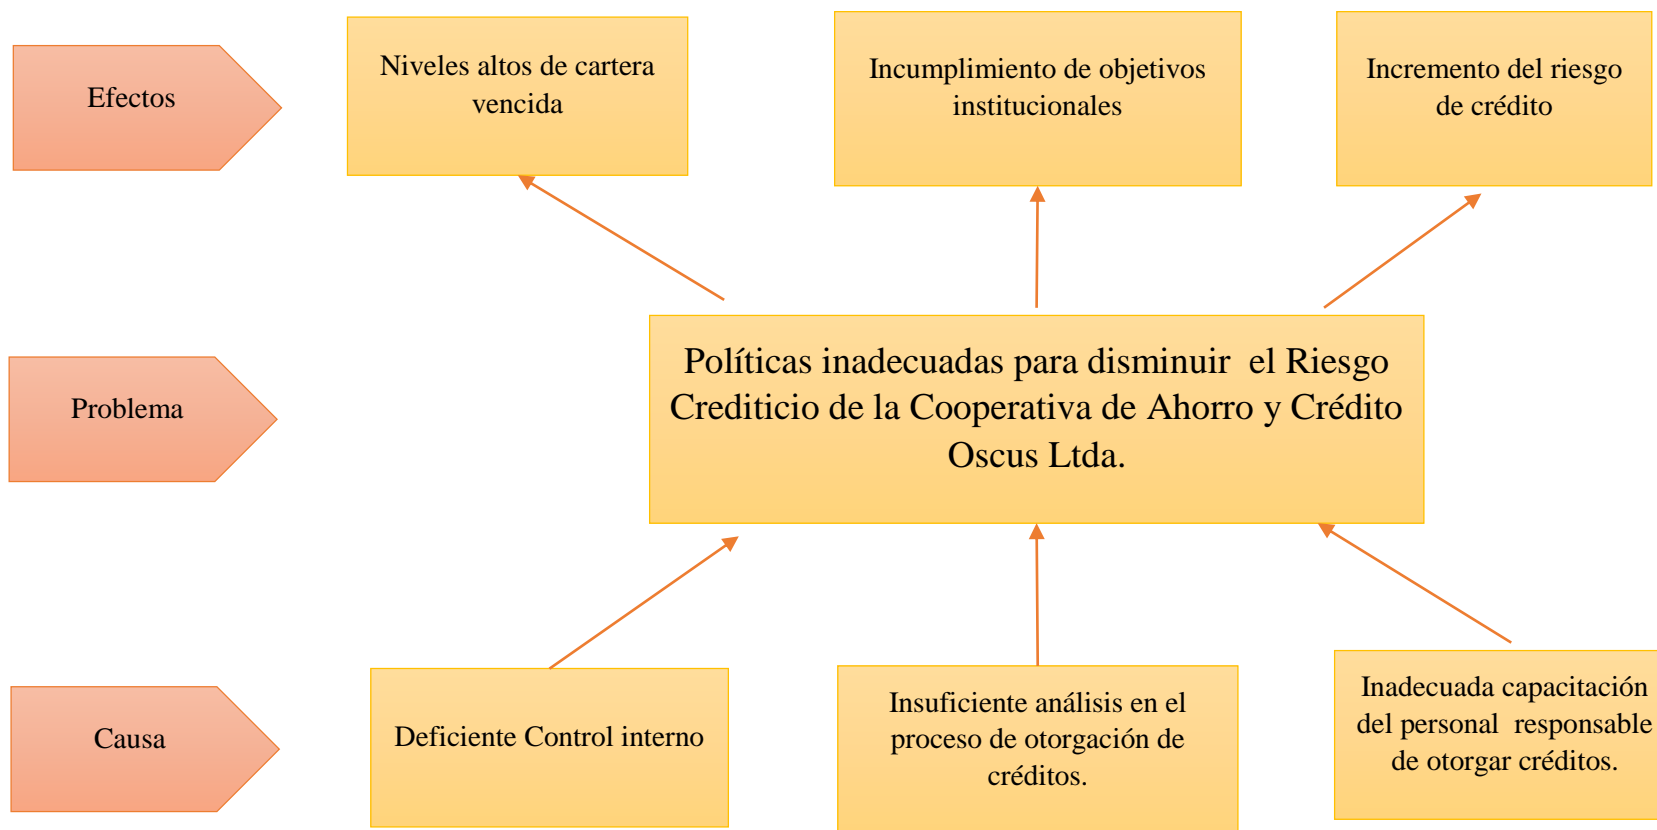 Efectos
Niveles altos de cartera
vencida
Incumplimiento de objetivos
institucionales
Incremento del riesgo
de crédito
Problema
Políticas inadecuadas para disminuir  el Riesgo
Crediticio de la Cooperativa de Ahorro y Crédito
Oscus Ltda.
Causa
Deficiente Control interno
Insuficiente análisis en el
proceso de otorgación de
créditos.
Inadecuada capacitación
del personal  responsable
de otorgar créditos.